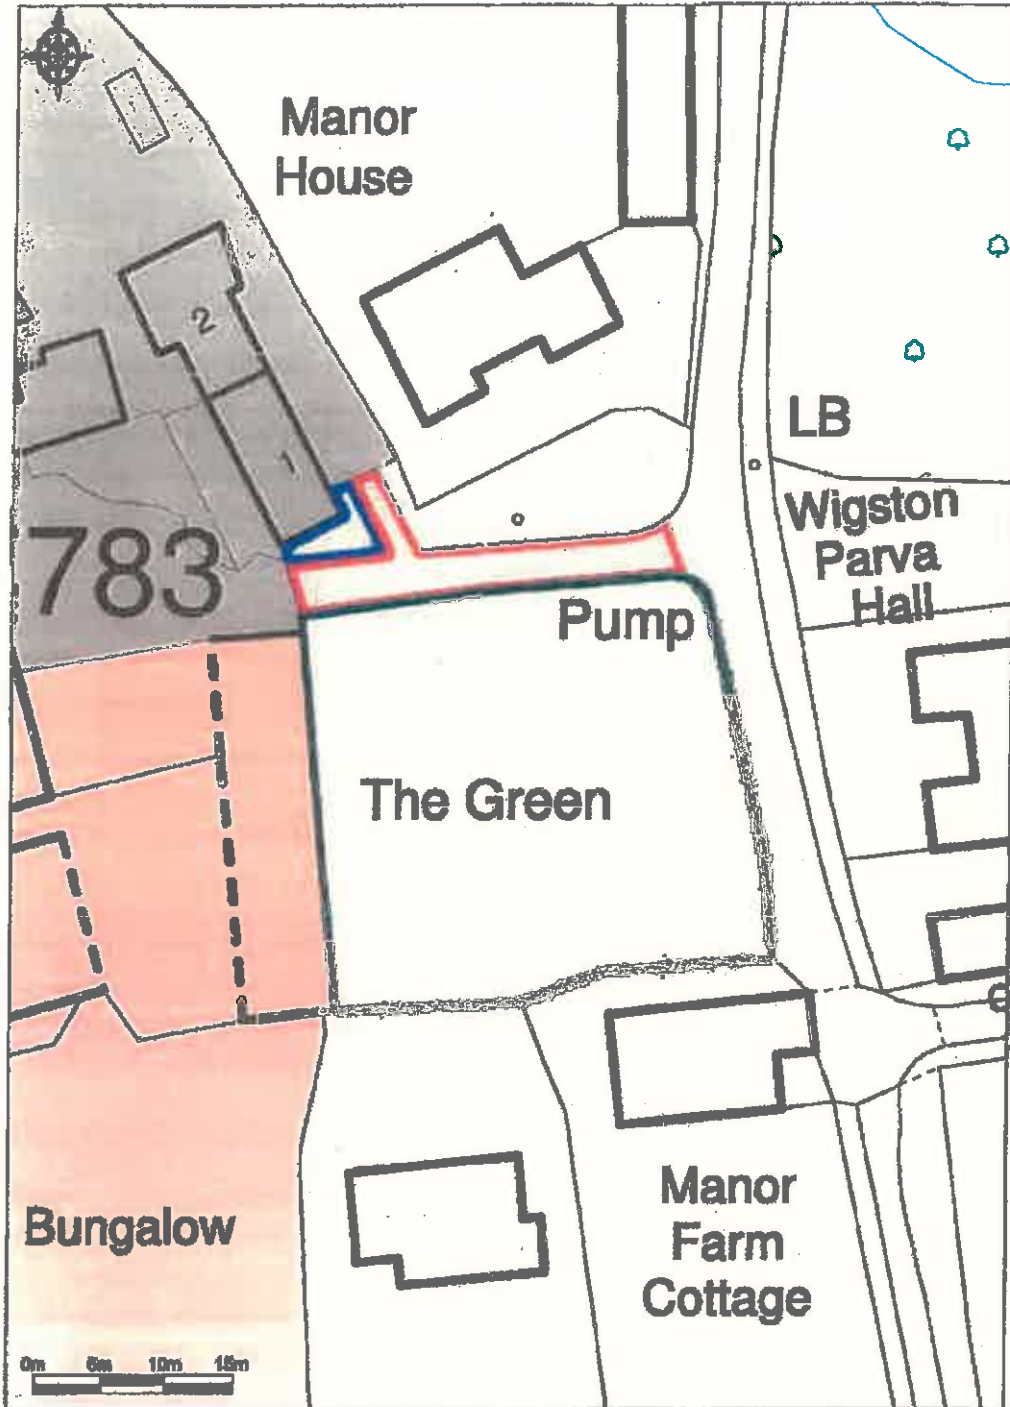 Manor
House
2
LB
1
Wigston
Parva
Hall
783
Pump
The Green
Manor
Farm
Cottage
Bungalow
0m 5m 10m 15m